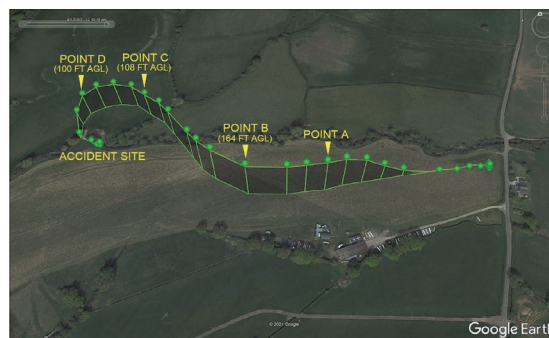 POINT D
(100 FT AGL)
POINT C
(108 FT AGL)
POINT B
(164 FT AGL)
POINT A
ACCIDENT SITE
© 2021 Google
Google Earth